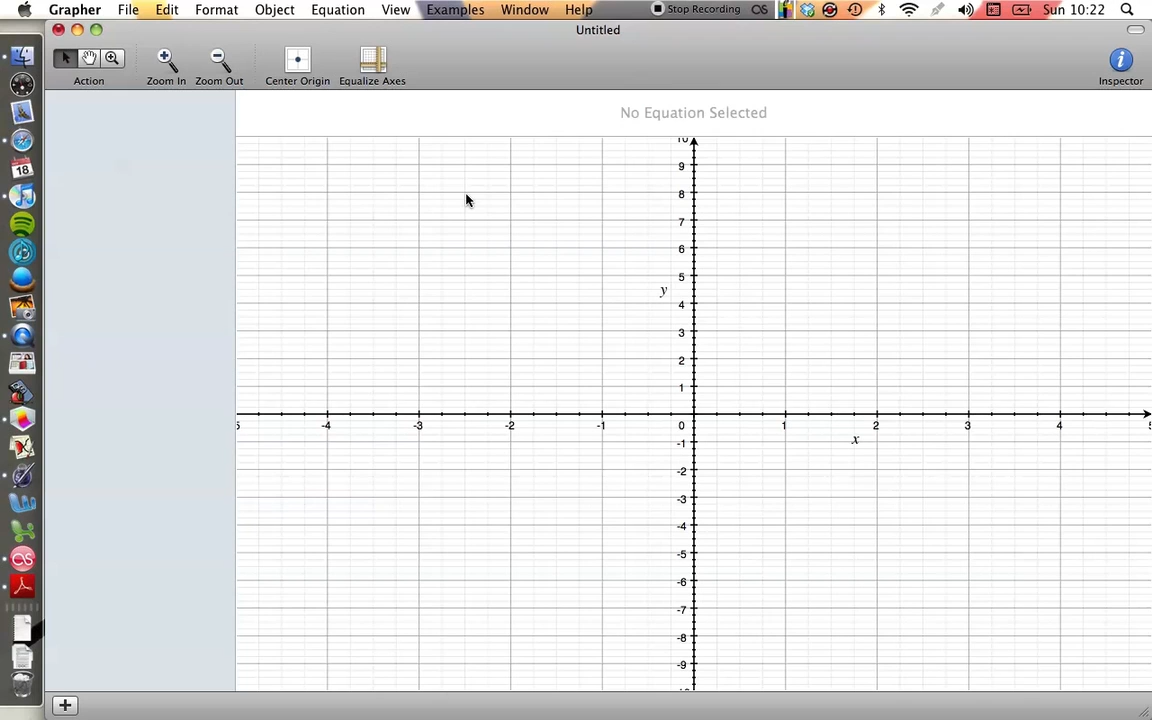 Grapher File Edit Format Object Equation View Examples Window Help Stop Recording OS Sun 10:22
Untitled
Action Zoom In Zoom Out Center Origin Equalize Axes Inspector
No Equation Selected
10
9
8
7
6
5
y
4
3
2
1
-4 -3 -2 -1 0 1 2 3 4 5
x
-1
-2
-3
-4
-5
-6
-7
-8
-9
18